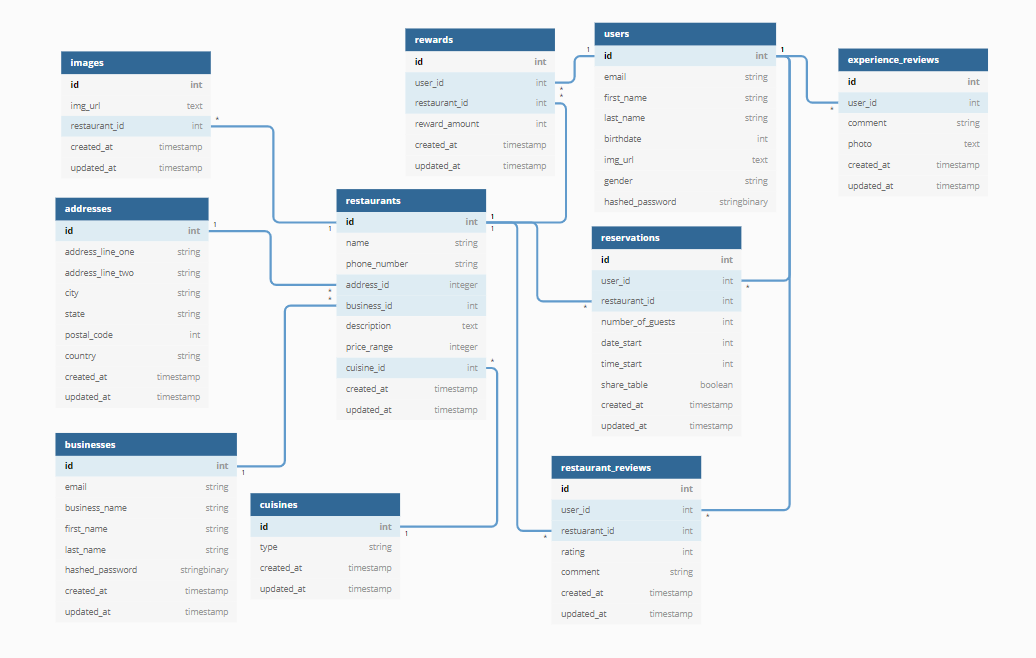 images
id int
img_url text
restaurant_id int
created_at timestamp
updated_at timestamp
*
rewards
id int
user_id int
restaurant_id int
reward_amount int
created_at timestamp
updated_at timestamp
*
*
users
1 id int 1
email string
first_name string
last_name string
birthdate int
img_url text
gender string
hashed_password stringbinary
experience_reviews
id int
user_id int
comment string
photo text
created_at timestamp
updated_at timestamp
*
addresses
id int 1
address_line_one string
address_line_two string
city string
state string
postal_code int
country string
created_at timestamp
updated_at timestamp
restaurants
1 id int 1
1
name string
phone_number string
address_id integer
*
*
business_id int
description text
price_range integer
cuisine_id int *
created_at timestamp
updated_at timestamp
reservations
id int
user_id int *
restaurant_id int *
number_of_guests int
date_start int
time_start int
share_table boolean
created_at timestamp
updated_at timestamp
businesses
id int 1
email string
business_name string
first_name string
last_name string
hashed_password stringbinary
created_at timestamp
updated_at timestamp
cuisines
id int 1
type string
created_at timestamp
updated_at timestamp
restaurant_reviews
id int
user_id int *
restuarant_id int *
rating int
comment string
created_at timestamp
updated_at timestamp